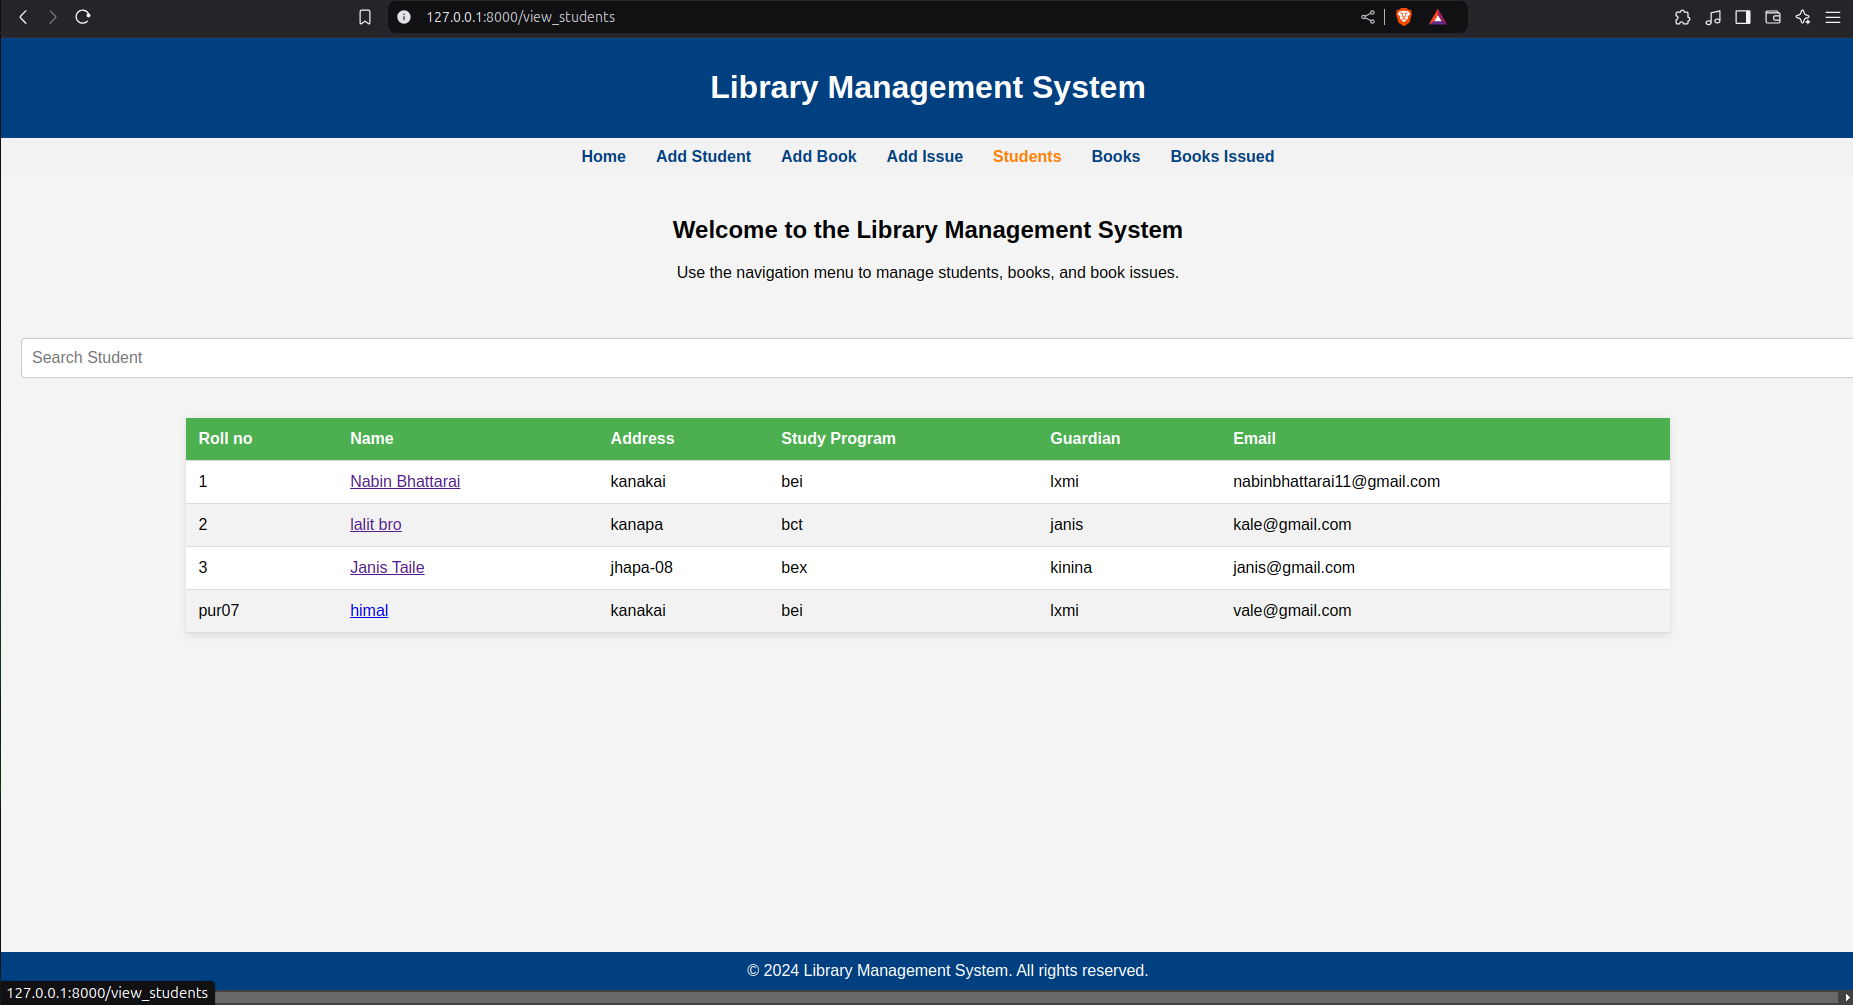 127.0.0.1:8000/view_students
Library Management System
Home Add Student Add Book Add Issue Students Books Books Issued
Welcome to the Library Management System
Use the navigation menu to manage students, books, and book issues.
Search Student
Roll no Name Address Study Program Guardian Email
1 Nabin Bhattarai kanakai bei lxmi nabinbhattarai11@gmail.com
2 lalit bro kanapa bct janis kale@gmail.com
3 Janis Taile jhapa-08 bex kinina janis@gmail.com
pur07 himal kanakai bei lxmi vale@gmail.com
© 2024 Library Management System. All rights reserved.
127.0.0.1:8000/view_students